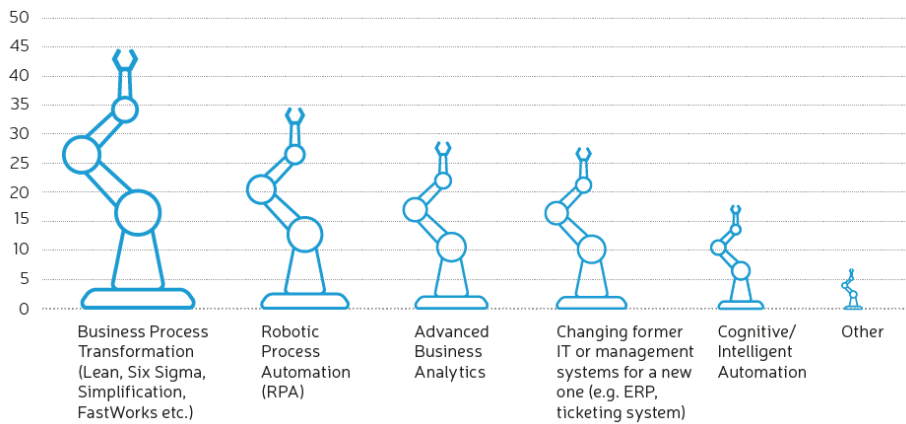 50
45
40
35
30
25
20
15
10
5
0
Business Process
Transformation
(Lean, Six Sigma,
Simplification,
FastWorks etc.)
Robotic
Process
Automation
(RPA)
Advanced
Business
Analytics
Changing former
IT or management
systems for a new
one (e.g. ERP,
ticketing system)
Cognitive/
Intelligent
Automation
Other